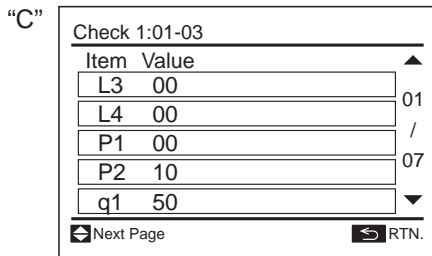 “C”
Check 1:01-03
Item Value
L3 00
L4 00
P1 00
P2 10
q1 50
01
/
07
Next Page RTN.